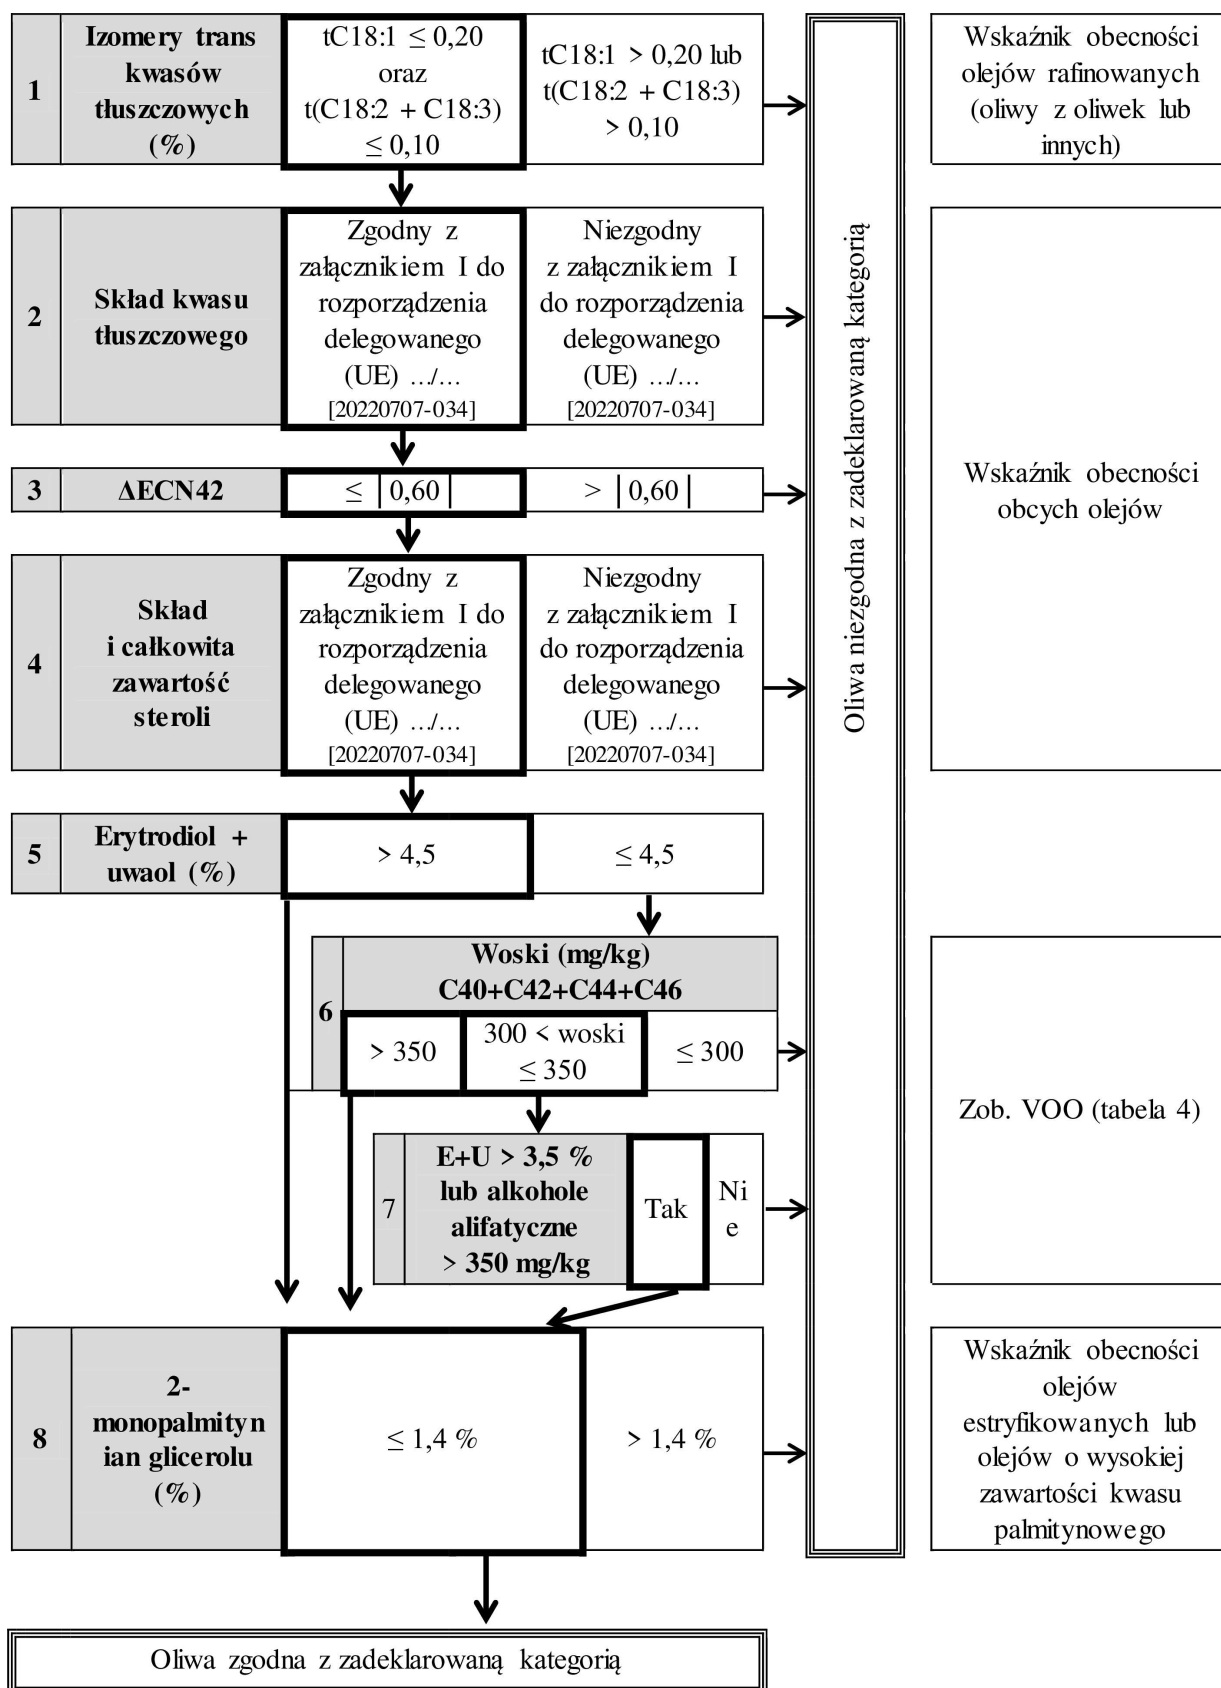 1
Izomery trans
kwasów
tłuszczowych
(%)
tC18:1 ≤ 0,20
oraz
t(C18:2 + C18:3)
≤ 0,10
tC18:1 > 0,20 lub
t(C18:2 + C18:3)
> 0,10
Oliwa niezgodna z zadeklarowaną kategorią
Wskaźnik obecności
olejów rafinowanych
(oliwy z oliwek lub
innych)
2
Skład kwasu
tłuszczowego
Zgodny z
załącznikiem I do
rozporządzenia
delegowanego
(UE) …/…
[20220707-034]
Niezgodny
z załącznikiem I
do rozporządzenia
delegowanego
(UE) …/…
[20220707-034]
Wskaźnik obecności
obcych olejów
3
ΔECN42
≤ |0,60|
> |0,60|
4
Skład
i całkowita
zawartość
steroli
Zgodny z
załącznikiem I do
rozporządzenia
delegowanego
(UE) …/…
[20220707-034]
Niezgodny
z załącznikiem I
do rozporządzenia
delegowanego
(UE) …/…
[20220707-034]
5
Erytrodiol +
uwaol (%)
> 4,5
≤ 4,5
6
Woski (mg/kg)
C40+C42+C44+C46
> 350
300 < woski
≤ 350
≤ 300
Zob. VOO (tabela 4)
7
E+U > 3,5 %
lub alkohole
alifatyczne
> 350 mg/kg
Tak
Ni
e
8
2-
monopalmityn
ian glicerolu
(%)
≤ 1,4 %
> 1,4 %
Wskaźnik obecności
olejów
estryfikowanych lub
olejów o wysokiej
zawartości kwasu
palmitynowego
Oliwa zgodna z zadeklarowaną kategorią